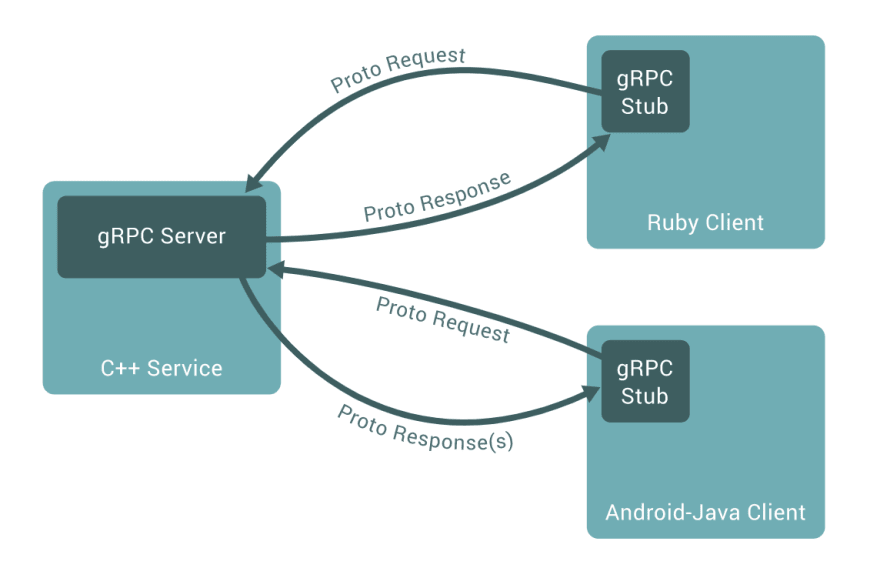 Proto Request
gRPC
Stub
Ruby Client
Proto Response
gRPC Server
C++ Service
Proto Request
gRPC
Stub
Proto Response(s)
Android-Java Client